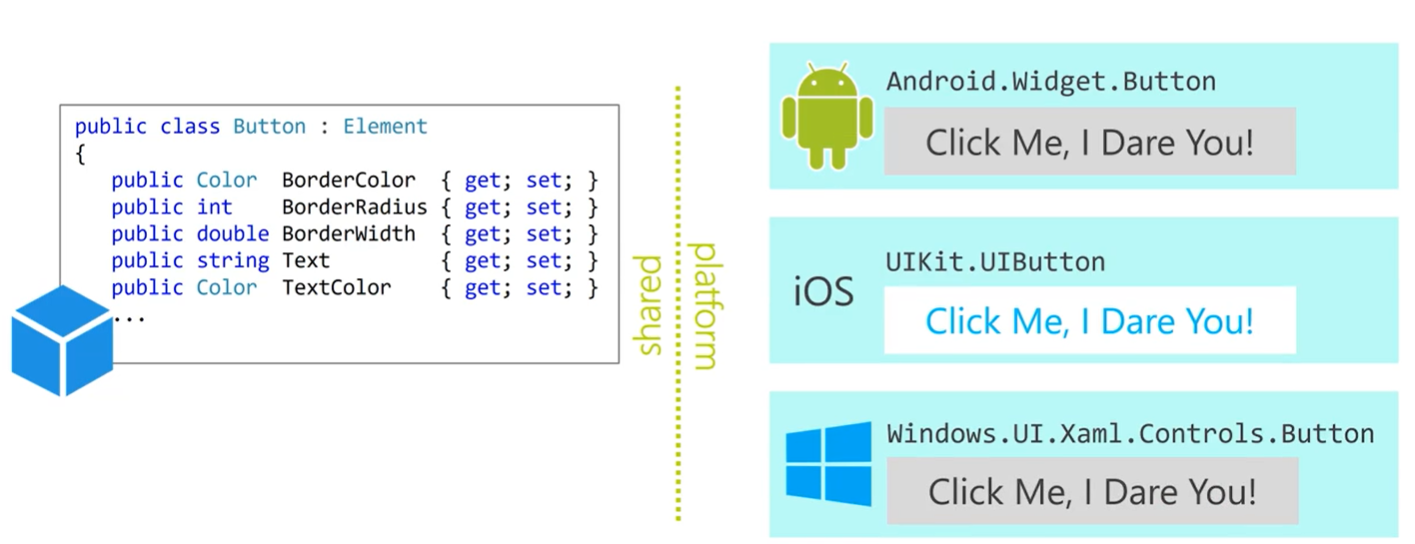 public class Button : Element
{
   public Color  BorderColor  { get; set; }
   public int    BorderRadius { get; set; }
   public double BorderWidth  { get; set; }
   public string Text         { get; set; }
   public Color  TextColor    { get; set; }
   ...
shared
platform
Android.Widget.Button
Click Me, I Dare You!
iOS
UIKit.UIButton
Click Me, I Dare You!
Windows.UI.Xaml.Controls.Button
Click Me, I Dare You!